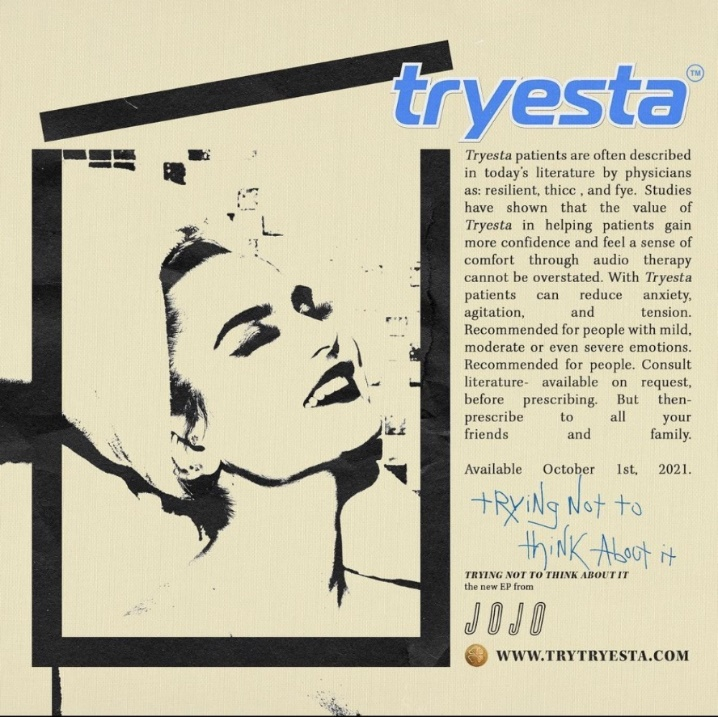 tryesta™
Tryesta patients are often described
in today's literature by physicians
as: resilient, thicc , and fye. Studies
have shown that the value of
Tryesta in helping patients gain
more confidence and feel a sense of
comfort through audio therapy
cannot be overstated. With Tryesta
patients can reduce anxiety,
agitation, and tension.
Recommended for people with mild,
moderate or even severe emotions.
Recommended for people. Consult
literature- available on request,
before prescribing. But then-
prescribe to all your
friends and family.
Available October 1st, 2021.
tRYiNg Not to
thiNK About it
TRYING NOT TO THINK ABOUT IT
the new EP from
JOJO
WWW.TRYTRYESTA.COM